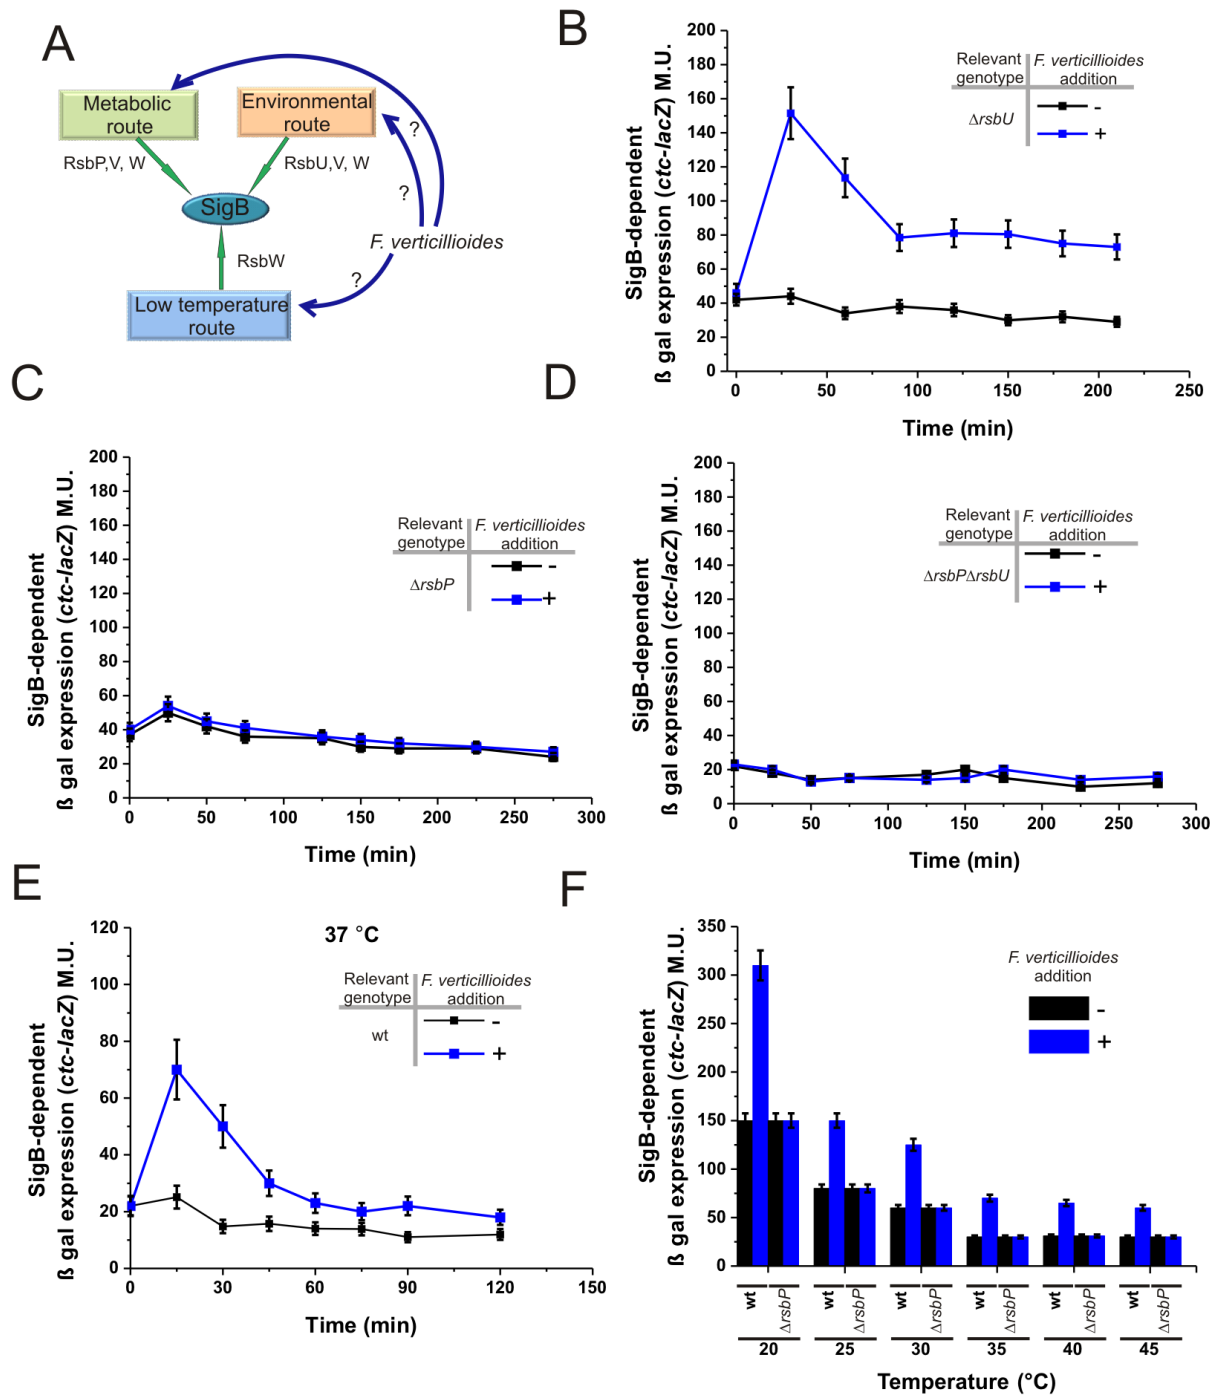 A
Metabolic
route
Environmental
route
RsbP,V, W
RsbU,V, W
?
?
SigB
F. verticillioides
RsbW
?
Low temperature
route
B
SigB-dependent
ß gal expression (ctc-lacZ) M.U.
200
180
160
140
120
100
80
60
40
20
0
0 50 100 150 200 250
Time (min)
Relevant genotype
F. verticillioides addition
ΔrsbU
-
+
C
SigB-dependent
ß gal expression (ctc-lacZ) M.U.
200
180
160
140
120
100
80
60
40
20
0
0 50 100 150 200 250 300
Time (min)
Relevant genotype
F. verticillioides addition
ΔrsbP
-
+
D
SigB-dependent
ß gal expression (ctc-lacZ) M.U.
200
180
160
140
120
100
80
60
40
20
0
0 50 100 150 200 250 300
Time (min)
Relevant genotype
F. verticillioides addition
ΔrsbPΔrsbU
-
+
E
37 °C
SigB-dependent
ß gal expression (ctc-lacZ) M.U.
120
100
80
60
40
20
0
0 30 60 90 120 150
Time (min)
Relevant genotype
F. verticillioides addition
wt
-
+
F
SigB-dependent
ß gal expression (ctc-lacZ) M.U.
350
300
250
200
150
100
50
0
F. verticillioides
addition
-
+
wt ΔrsbP wt ΔrsbP wt ΔrsbP wt ΔrsbP wt ΔrsbP wt ΔrsbP
20 25 30 35 40 45
Temperature (°C)